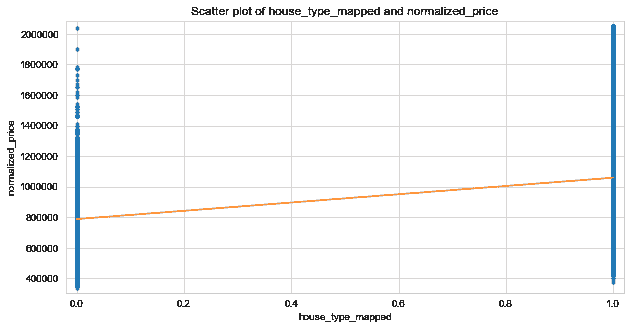 Scatter plot of house_type_mapped and normalized_price
2000000
1800000
1600000
1400000
1200000
1000000
800000
600000
400000
normalized_price
0.0 0.2 0.4 0.6 0.8 1.0
house_type_mapped